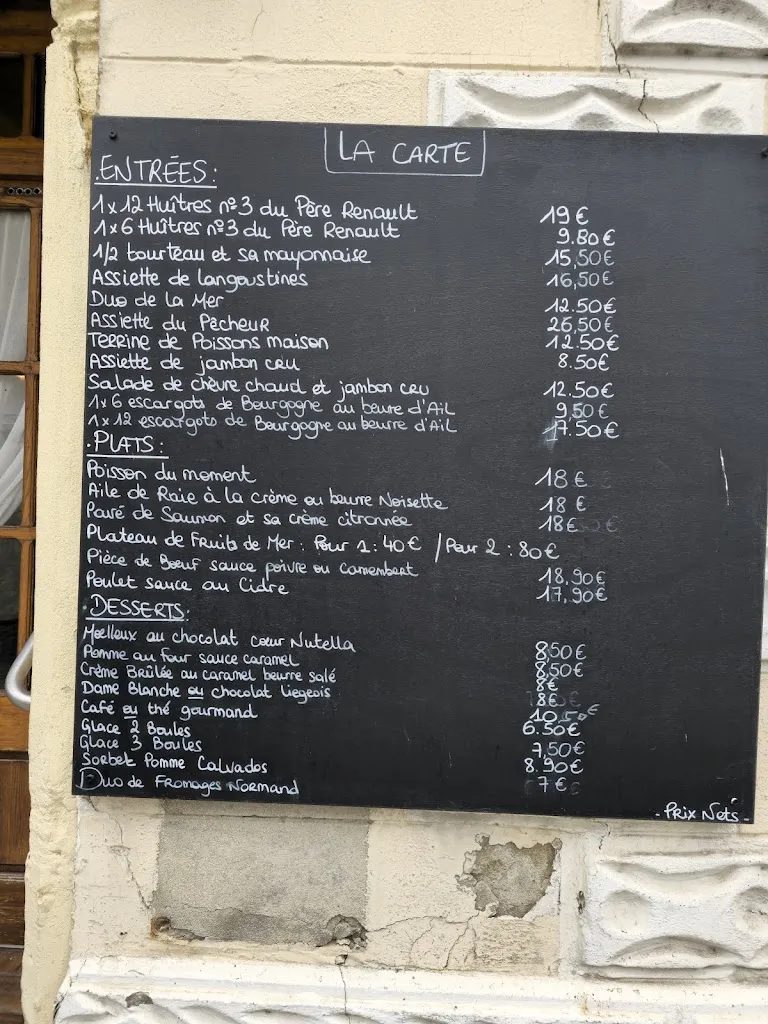 LA CARTE
.ENTRÉES:
1x12 Huîtres n°3 du Père Renault 19€
1x6 Huîtres n°3 du Père Renault 9.80€
1/2 tourteau et sa mayonnaise 15,50€
Assiette de langoustines 16,50€
Duo de la Mer 12.50€
Assiette du Pêcheur 26,50€
Terrine de Poissons maison 12.50€
Assiette de jambon cru 8.50€
Salade de chèvre chaud et jambon cru 12.50€
1x6 escargots de Bourgogne au beurre d'Ail 9,50€
1x12 escargots de Bourgogne au beurre d'Ail 17.50€
.PLATS:
Poisson du moment 18€
Aile de Raie à la crème ou beurre Noisette 18€
Pavé de Saumon et sa crème citronnée 18€
Plateau de Fruits de Mer: Pour 1: 40€ / Pour 2: 80€
Pièce de Boeuf sauce poivre ou Camembert 18,90€
Poulet sauce au Cidre 17,90€
.DESSERTS:
Moelleux au chocolat coeur Nutella 8,50€
Pomme au four sauce caramel 8,50€
Crème Brûlée au caramel beurre salé 8€
Dame Blanche ou chocolat liegeois 8€
Café ou thé gourmand 10.50€
Glace 2 Boules 6.50€
Glace 3 Boules 7,50€
Sorbet Pomme Calvados 8.90€
Duo de Fromages Normand 7€
- Prix Nets -